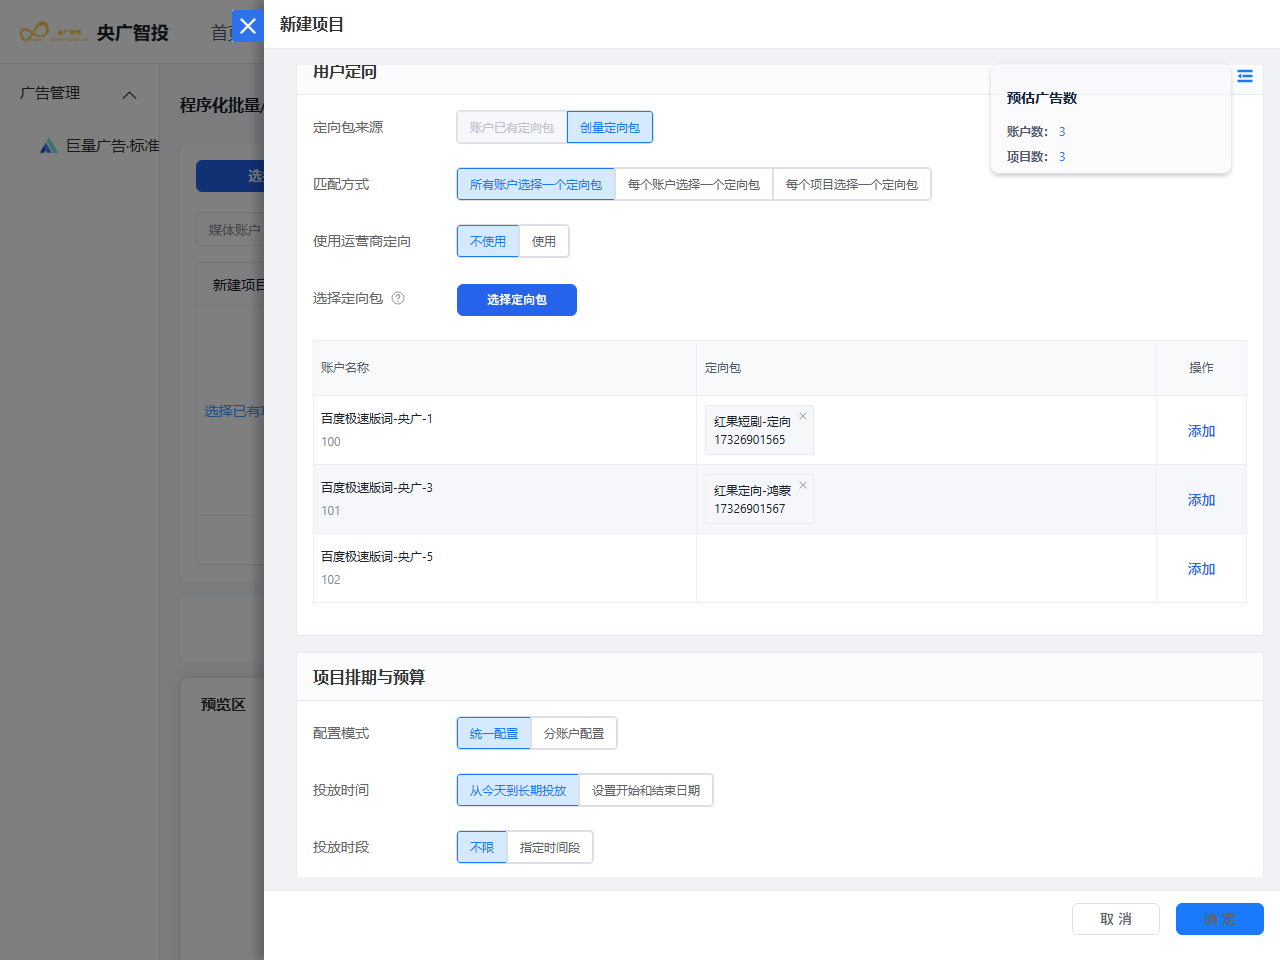 央广智投
首页
新建项目
广告管理
巨量广告·标准
程序化批量
选
媒体账户
新建项目
选择已有
预览区
用户定向
预估广告数
账户数: 3
项目数: 3
定向包来源
账户已有定向包
创量定向包
匹配方式
所有账户选择一个定向包
每个账户选择一个定向包
每个项目选择一个定向包
使用运营商定向
不使用
使用
选择定向包
选择定向包
账户名称
定向包
操作
百度极速版词-央广-1
100
红果短剧-定向
17326901565
添加
百度极速版词-央广-3
101
红果定向-鸿蒙
17326901567
添加
百度极速版词-央广-5
102
添加
项目排期与预算
配置模式
统一配置
分账户配置
投放时间
从今天到长期投放
设置开始和结束日期
投放时段
不限
指定时间段
取 消
确 定